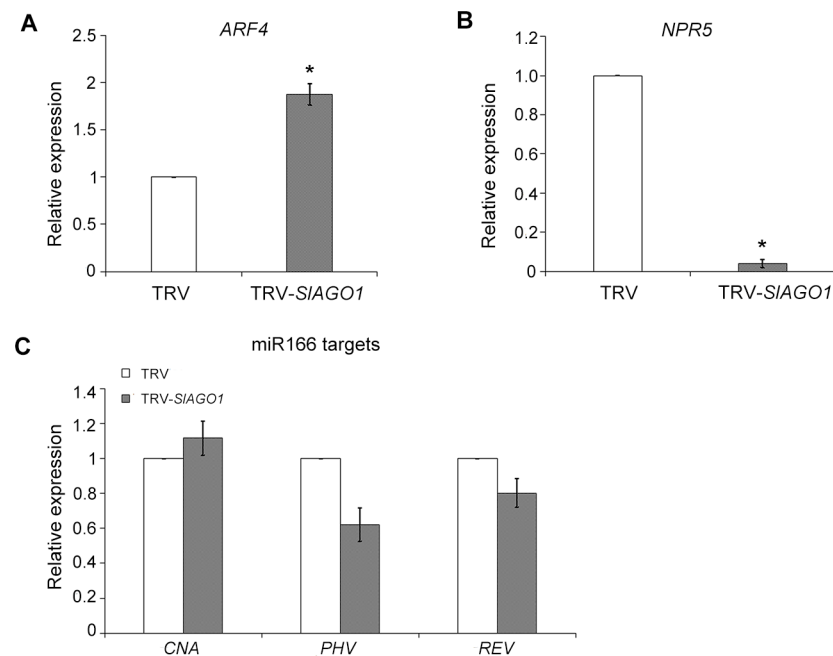 A
ARF4
Relative expression
2.5
2
1.5
1
0.5
0
*
TRV
TRV-SlAGO1
B
NPR5
Relative expression
1.2
1.0
0.8
0.6
0.4
0.2
0
*
TRV
TRV-SlAGO1
C
miR166 targets
TRV
TRV-SlAGO1
Relative expression
1.4
1.2
1
0.8
0.6
0.4
0.2
0
CNA
PHV
REV